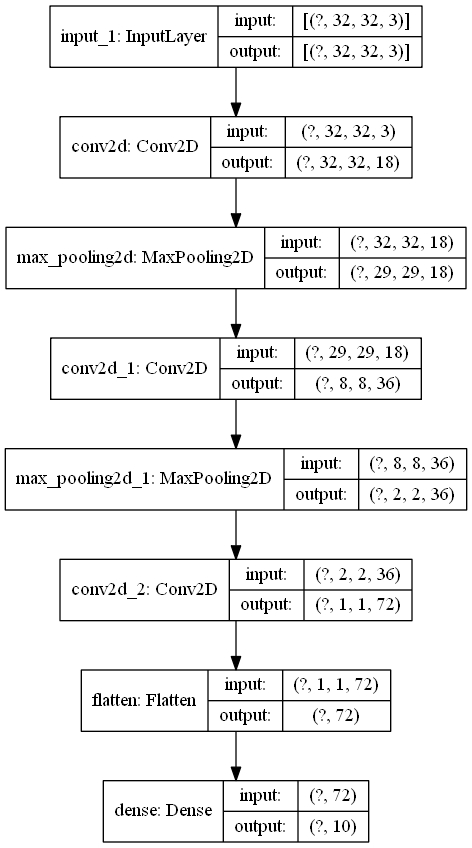 input_1: InputLayer
input: [(?, 32, 32, 3)]
output: [(?, 32, 32, 3)]
conv2d: Conv2D
input: (?, 32, 32, 3)
output: (?, 32, 32, 18)
max_pooling2d: MaxPooling2D
input: (?, 32, 32, 18)
output: (?, 29, 29, 18)
conv2d_1: Conv2D
input: (?, 29, 29, 18)
output: (?, 8, 8, 36)
max_pooling2d_1: MaxPooling2D
input: (?, 8, 8, 36)
output: (?, 2, 2, 36)
conv2d_2: Conv2D
input: (?, 2, 2, 36)
output: (?, 1, 1, 72)
flatten: Flatten
input: (?, 1, 1, 72)
output: (?, 72)
dense: Dense
input: (?, 72)
output: (?, 10)